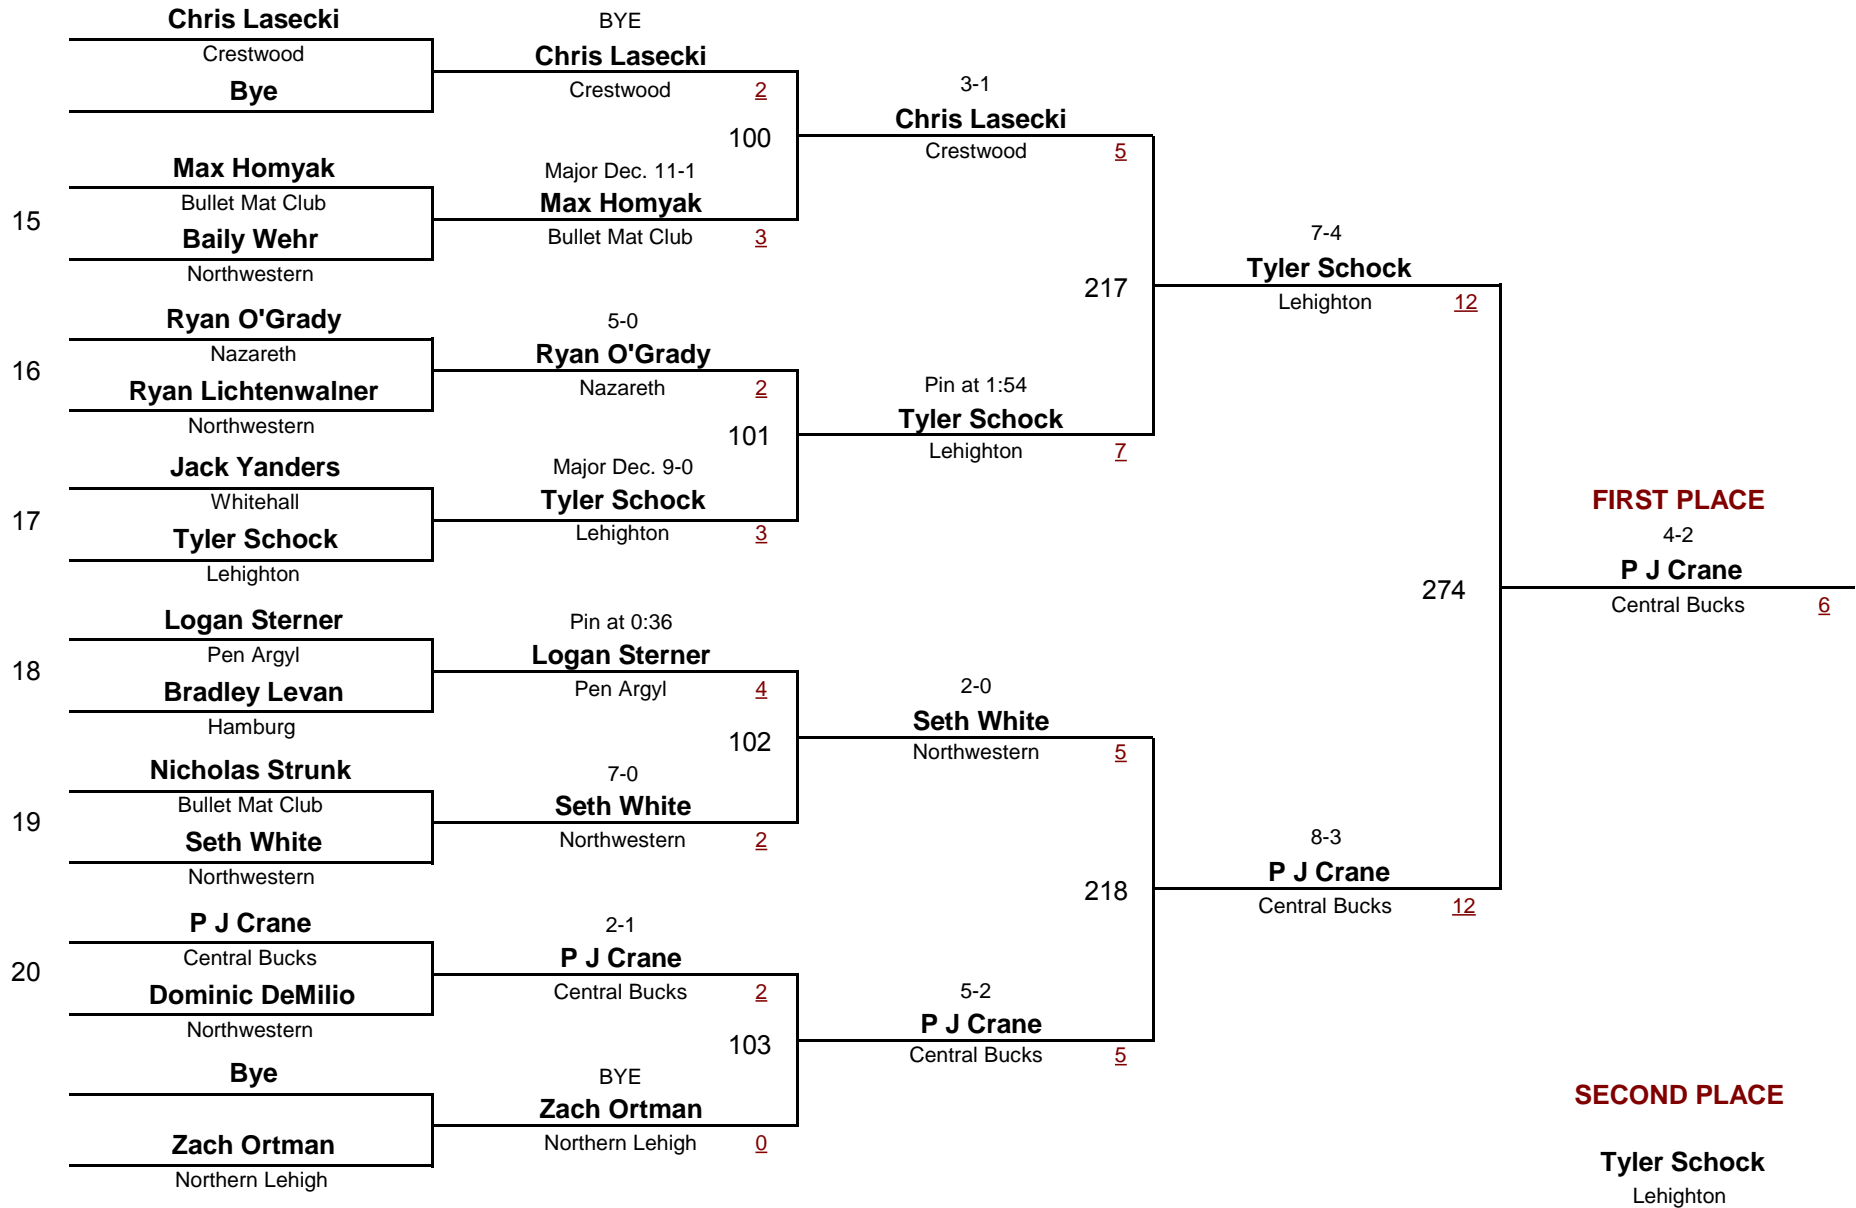 Chris Lasecki
Crestwood
Bye
15
Max Homyak
Bullet Mat Club
Baily Wehr
Northwestern
16
Ryan O'Grady
Nazareth
Ryan Lichtenwalner
Northwestern
17
Jack Yanders
Whitehall
Tyler Schock
Lehighton
18
Logan Sterner
Pen Argyl
Bradley Levan
Hamburg
19
Nicholas Strunk
Bullet Mat Club
Seth White
Northwestern
20
P J Crane
Central Bucks
Dominic DeMilio
Northwestern
Bye
Zach Ortman
Northern Lehigh
BYE
Chris Lasecki
Crestwood 2
100
Major Dec. 11-1
Max Homyak
Bullet Mat Club 3
5-0
Ryan O'Grady
Nazareth 2
101
Major Dec. 9-0
Tyler Schock
Lehighton 3
Pin at 0:36
Logan Sterner
Pen Argyl 4
102
7-0
Seth White
Northwestern 2
2-1
P J Crane
Central Bucks 2
103
BYE
Zach Ortman
Northern Lehigh 0
3-1
Chris Lasecki
Crestwood 5
217
Pin at 1:54
Tyler Schock
Lehighton 7
2-0
Seth White
Northwestern 5
218
5-2
P J Crane
Central Bucks 5
7-4
Tyler Schock
Lehighton 12
274
8-3
P J Crane
Central Bucks 12
FIRST PLACE
4-2
P J Crane
Central Bucks 6
SECOND PLACE
Tyler Schock
Lehighton